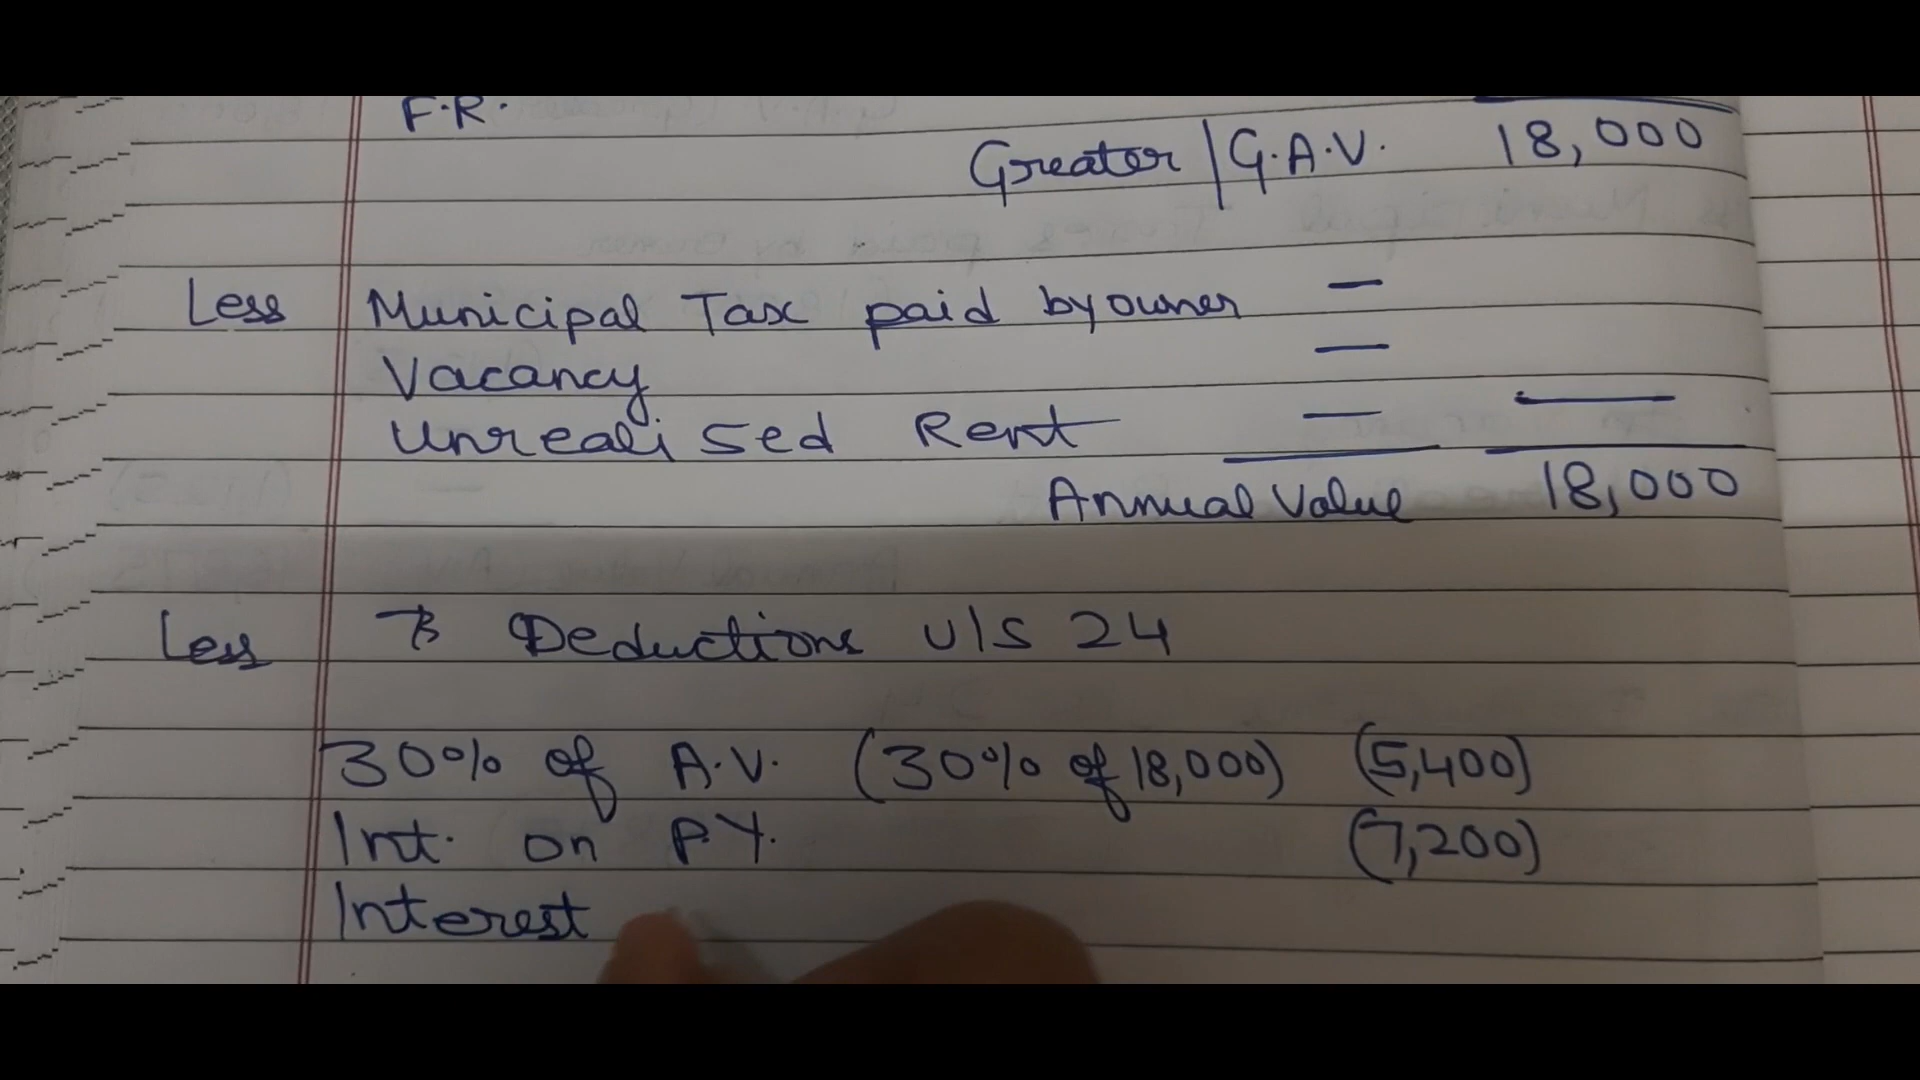 F.R.
Greater / G.A.V. 18,000
Less Municipal Tax paid by owner —
Vacancy —
Unrealised Rent — —
Annual Value 18,000
Less Deductions U/S 24
30% of A.V. (30% of 18,000) (5,400)
Int. on P.Y. (7,200)
Interest